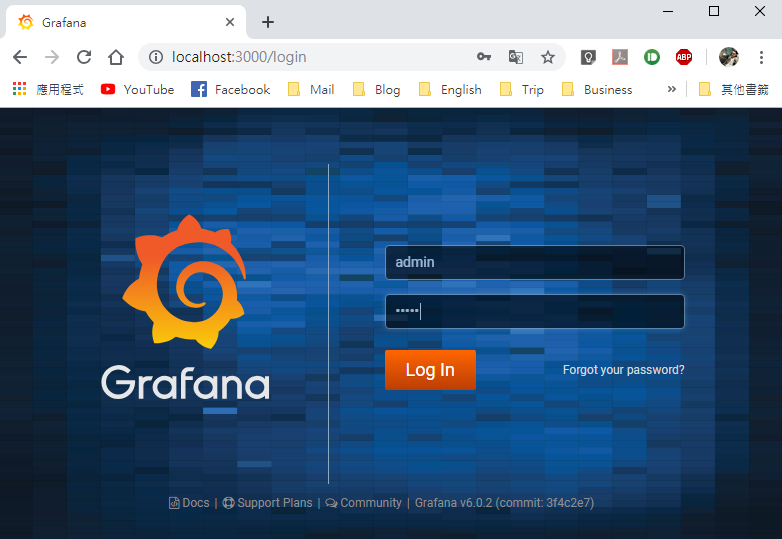 Grafana
localhost:3000/login
ABP
應用程式 YouTube Facebook Mail Blog English Trip Business » 其他書籤
admin
•••••
Log In Forgot your password?
Grafana
Docs | Support Plans | Community | Grafana v6.0.2 (commit: 3f4c2e7)